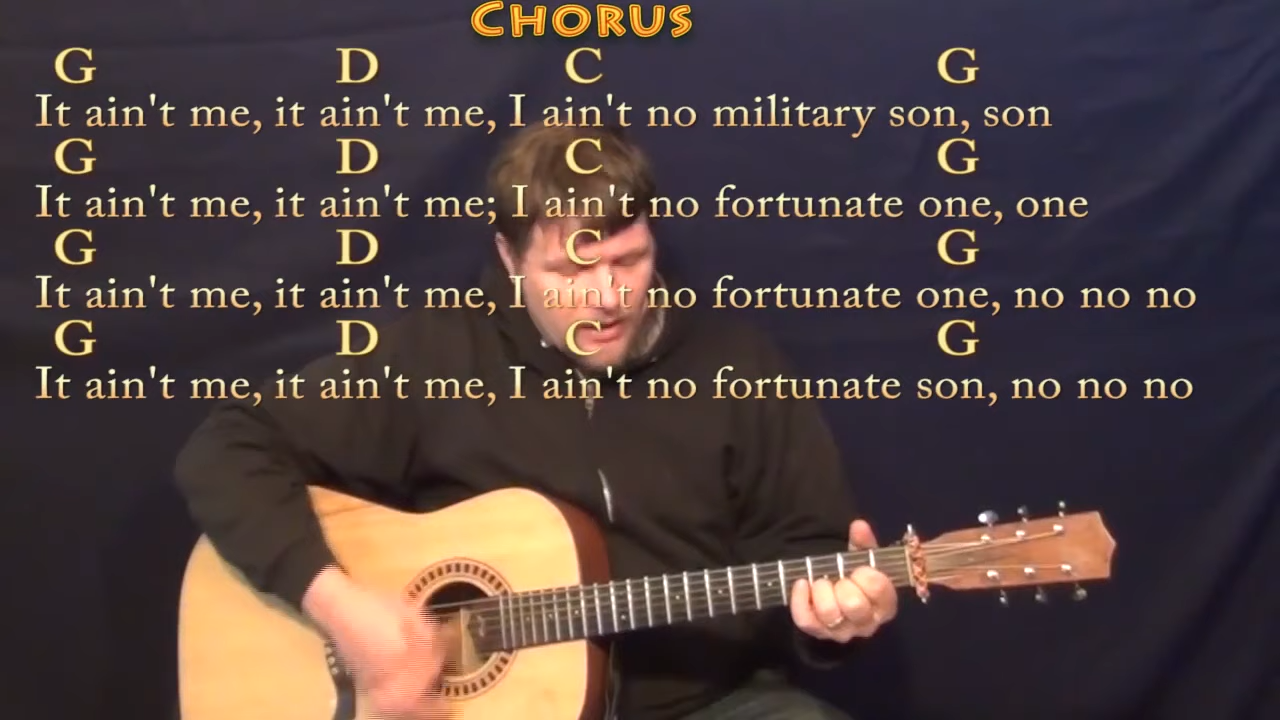 CHORUS
G D C G
It ain't me, it ain't me, I ain't no military son, son
G D C G
It ain't me, it ain't me; I ain't no fortunate one, one
G D C G
It ain't me, it ain't me, I ain't no fortunate one, no no no
G D C G
It ain't me, it ain't me, I ain't no fortunate son, no no no